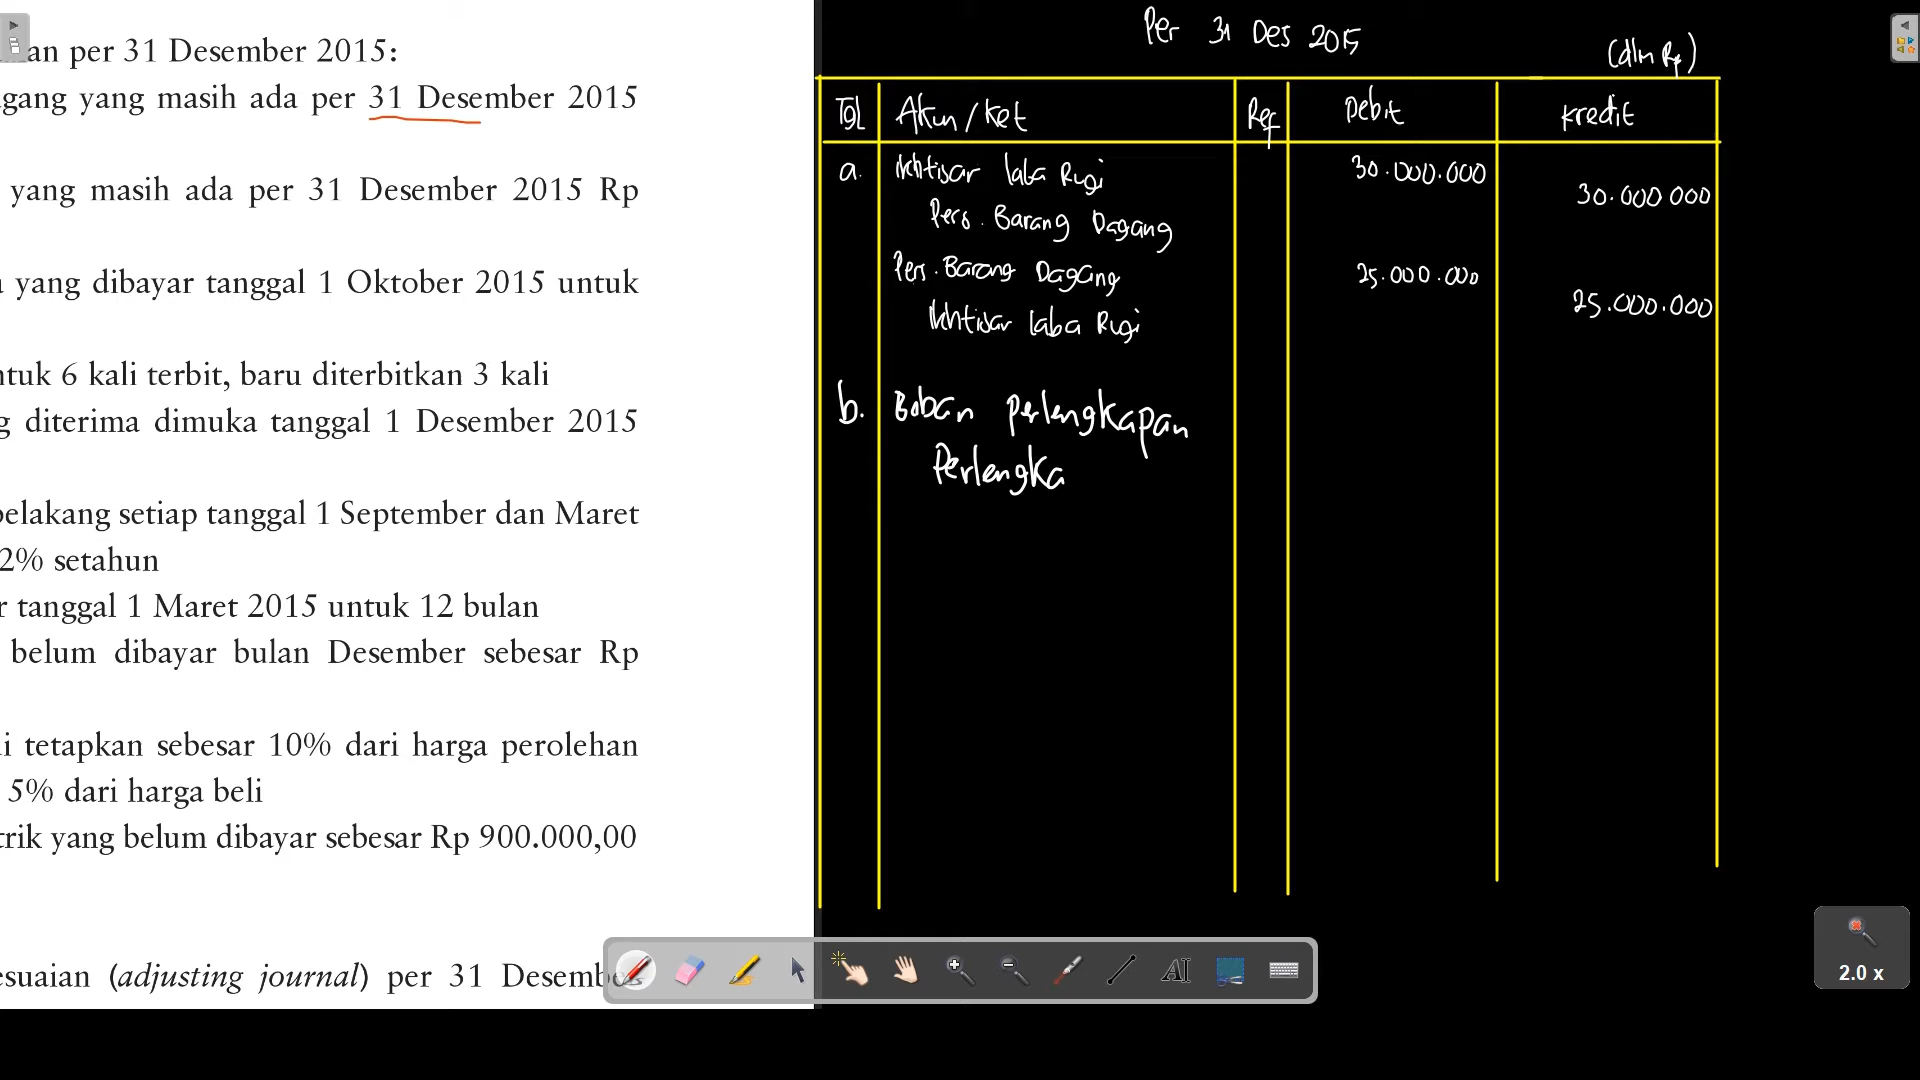 an per 31 Desember 2015:
gang yang masih ada per 31 Desember 2015
yang masih ada per 31 Desember 2015 Rp
yang dibayar tanggal 1 Oktober 2015 untuk
tuk 6 kali terbit, baru diterbitkan 3 kali
g diterima dimuka tanggal 1 Desember 2015
belakang setiap tanggal 1 September dan Maret
2% setahun
r tanggal 1 Maret 2015 untuk 12 bulan
belum dibayar bulan Desember sebesar Rp
i tetapkan sebesar 10% dari harga perolehan
5% dari harga beli
trik yang belum dibayar sebesar Rp 900.000,00
esuaian (adjusting journal) per 31 Desembe
Per 31 Des 2015
(dlm Rp)
Tgl Akun/Ket Ref Debit Kredit
a. Ikhtisar laba Rugi 30.000.000
Pers. Barang Dagang 30.000 000
Pers. Barang Dagang 25.000.000
Ikhtisar laba Rugi 25.000.000
b. Beban perlengkapan
Perlengka
AI
2.0 x